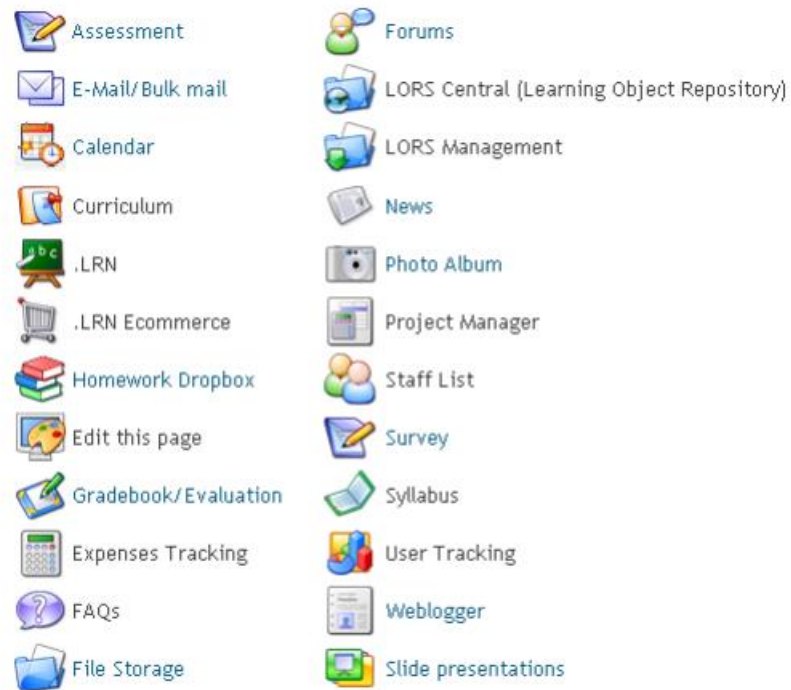 Assessment
E-Mail/Bulk mail
Calendar
Curriculum
abc
.LRN
.LRN Ecommerce
Homework Dropbox
Edit this page
Gradebook/Evaluation
Expenses Tracking
FAQs
File Storage
Forums
LORS Central (Learning Object Repository)
LORS Management
News
Photo Album
Project Manager
Staff List
Survey
Syllabus
User Tracking
Weblogger
Slide presentations